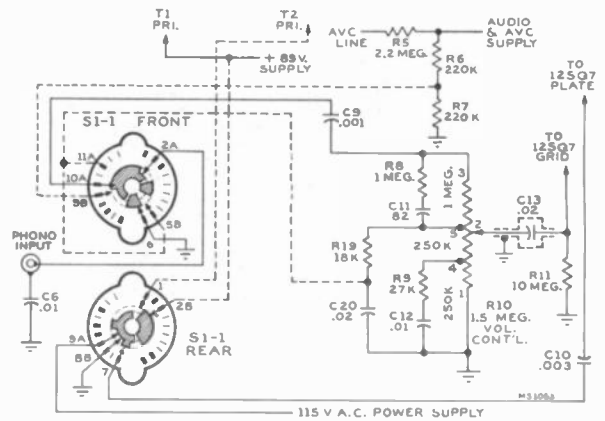 T1
PRI.
T2
PRI.
+ 89 V.
SUPPLY
AVC
LINE
R5
2.2 MEG.
AUDIO
& AVC
SUPPLY
R6
220K
R7
220K
TO
12SQ7
PLATE
TO
12SQ7
GRID
S1-1 FRONT
2A
11A
10A
9B
5B
6
C9
.001
R8
1 MEG.
1 MEG.
3
C11
82
5
2
250K
C13
.02
R19
18K
4
R9
27K
250K
1
R10
1.5 MEG.
VOL.
CONT'L.
R11
10 MEG.
C20
.02
C12
.01
PHONO
INPUT
C6
.01
1
2B
9A
8B
7
S1-1
REAR
C10
.003
115 V A.C. POWER SUPPLY